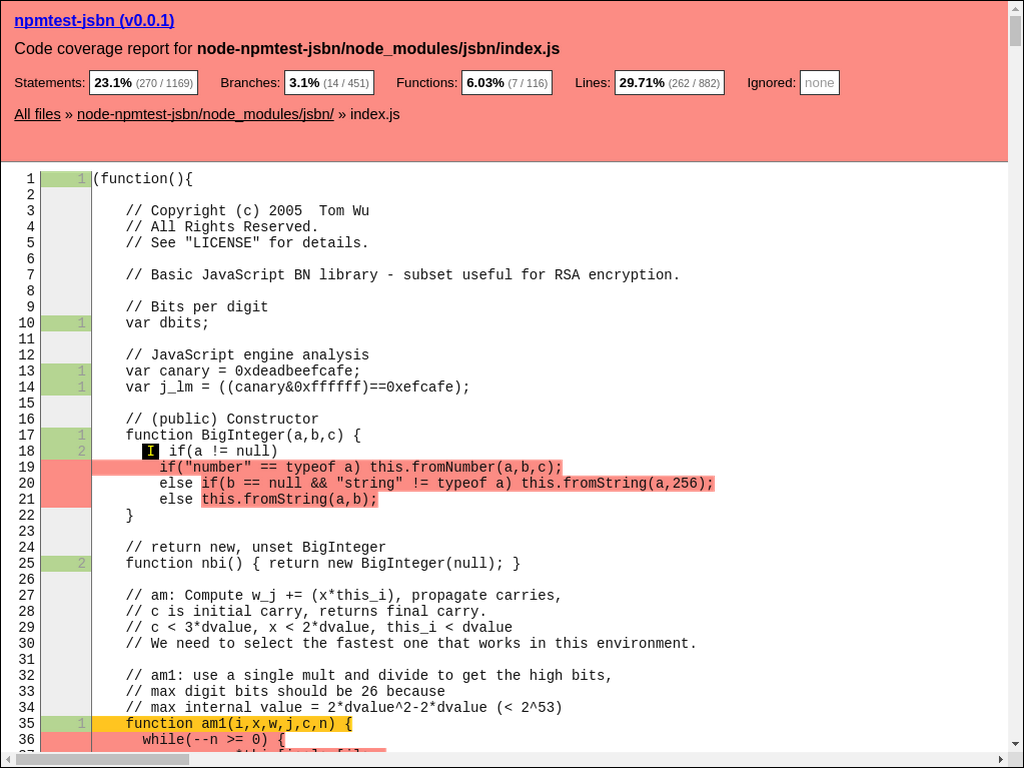 npmtest-jsbn (v0.0.1)
Code coverage report for node-npmtest-jsbn/node_modules/jsbn/index.js
Statements: 23.1% (270 / 1169) Branches: 3.1% (14 / 451) Functions: 6.03% (7 / 116) Lines: 29.71% (262 / 882) Ignored: none
All files » node-npmtest-jsbn/node_modules/jsbn/ » index.js
1 1 (function(){
2
3 // Copyright (c) 2005  Tom Wu
4 // All Rights Reserved.
5 // See "LICENSE" for details.
6
7 // Basic JavaScript BN library - subset useful for RSA encryption.
8
9 // Bits per digit
10 1 var dbits;
11
12 // JavaScript engine analysis
13 1 var canary = 0xdeadbeefcafe;
14 1 var j_lm = ((canary&0xffffff)==0xefcafe);
15
16 // (public) Constructor
17 1 function BigInteger(a,b,c) {
18 2 I if(a != null)
19 if("number" == typeof a) this.fromNumber(a,b,c);
20 else if(b == null && "string" != typeof a) this.fromString(a,256);
21 else this.fromString(a,b);
22 }
23
24 // return new, unset BigInteger
25 2 function nbi() { return new BigInteger(null); }
26
27 // am: Compute w_j += (x*this_i), propagate carries,
28 // c is initial carry, returns final carry.
29 // c < 3*dvalue, x < 2*dvalue, this_i < dvalue
30 // We need to select the fastest one that works in this environment.
31
32 // am1: use a single mult and divide to get the high bits,
33 // max digit bits should be 26 because
34 // max internal value = 2*dvalue^2-2*dvalue (< 2^53)
35 1 function am1(i,x,w,j,c,n) {
36 while(--n >= 0) {